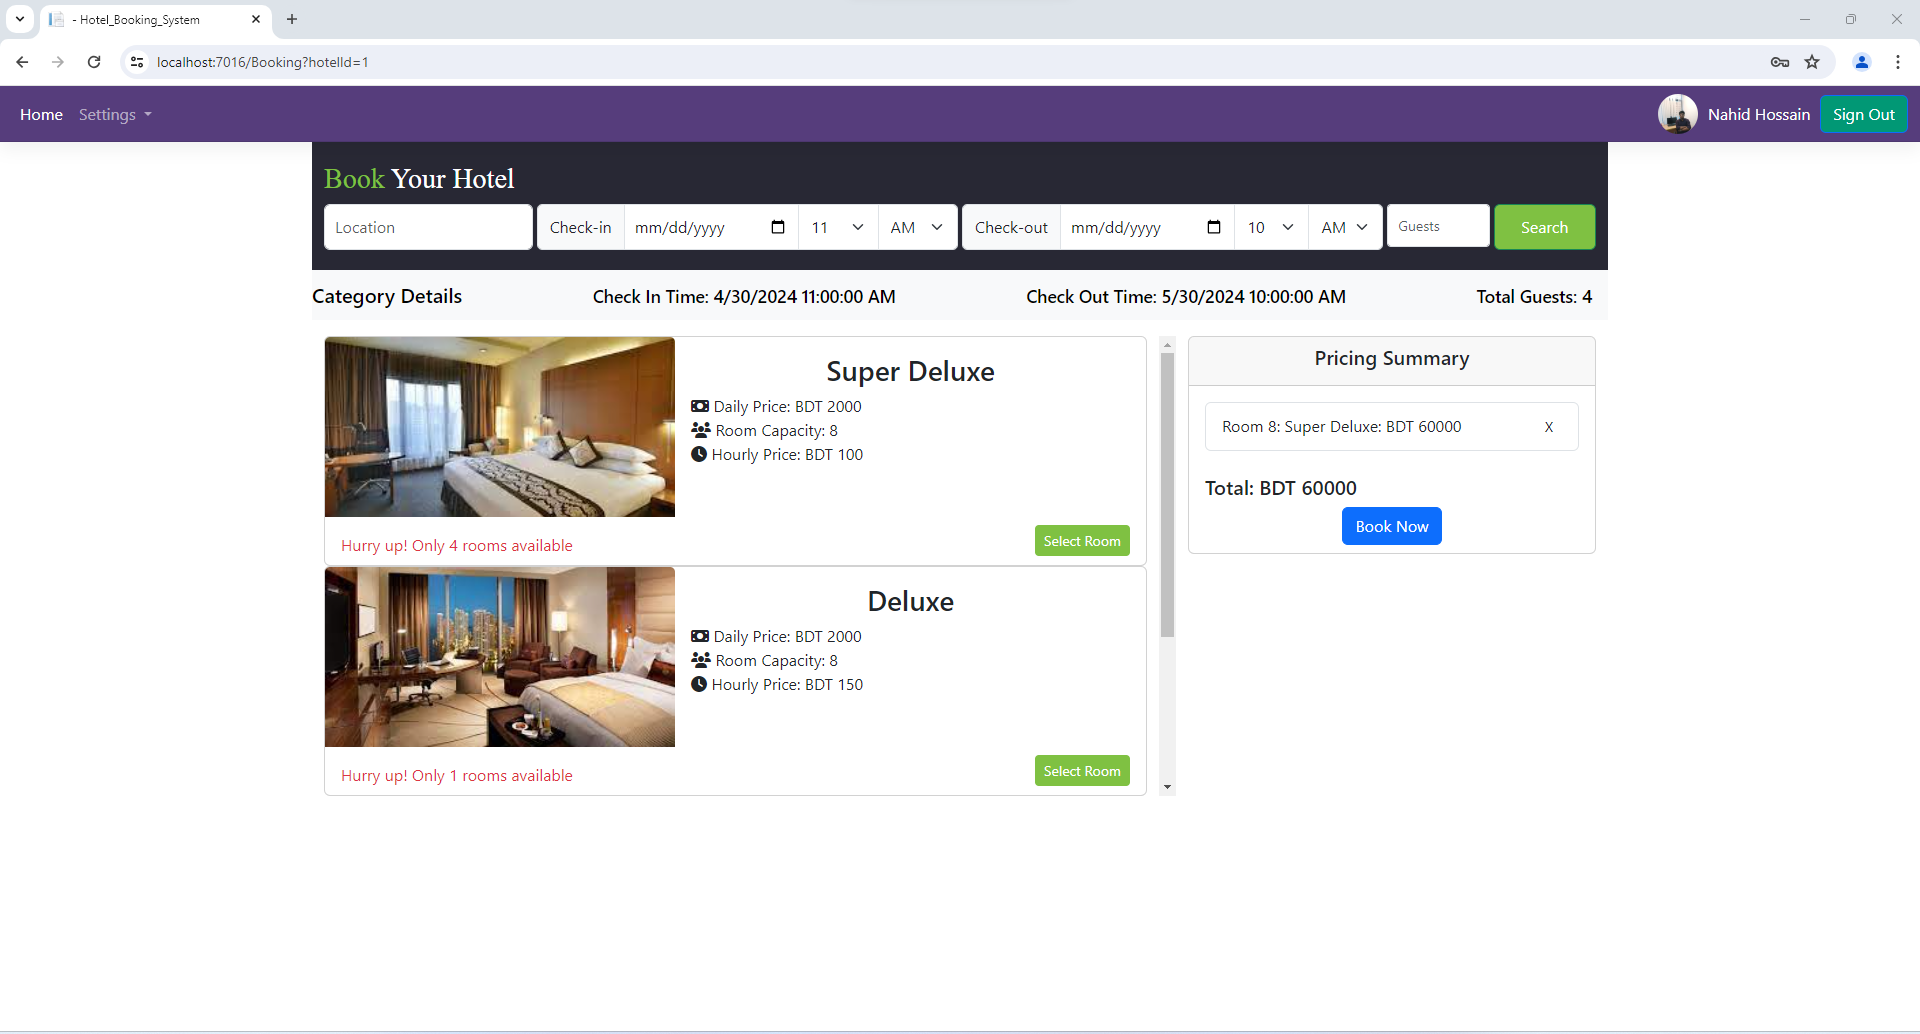 - Hotel_Booking_System
localhost:7016/Booking?hotelId=1
Home Settings Nahid Hossain Sign Out
Book Your Hotel
Location Check-in mm/dd/yyyy 11 AM Check-out mm/dd/yyyy 10 AM Guests Search
Category Details Check In Time: 4/30/2024 11:00:00 AM Check Out Time: 5/30/2024 10:00:00 AM Total Guests: 4
Super Deluxe
Daily Price: BDT 2000
Room Capacity: 8
Hourly Price: BDT 100
Hurry up! Only 4 rooms available Select Room
Deluxe
Daily Price: BDT 2000
Room Capacity: 8
Hourly Price: BDT 150
Hurry up! Only 1 rooms available Select Room
Pricing Summary
Room 8: Super Deluxe: BDT 60000 X
Total: BDT 60000
Book Now